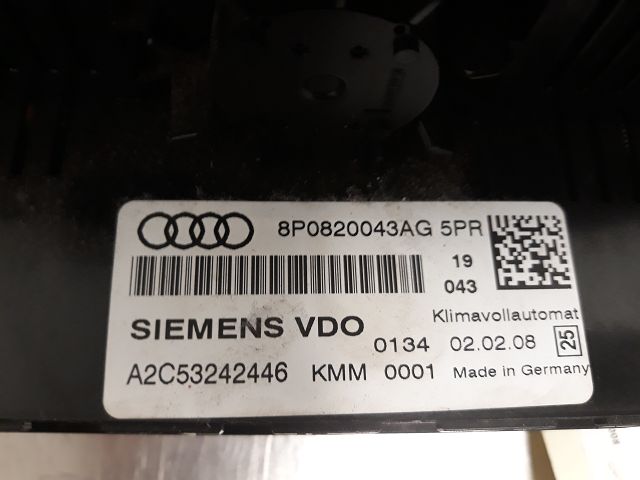 8P0820043AG 5PR
19
043
Klimavollautomat
SIEMENS VDO
0134 02.02.08 25
A2C53242446 KMM 0001 Made in Germany